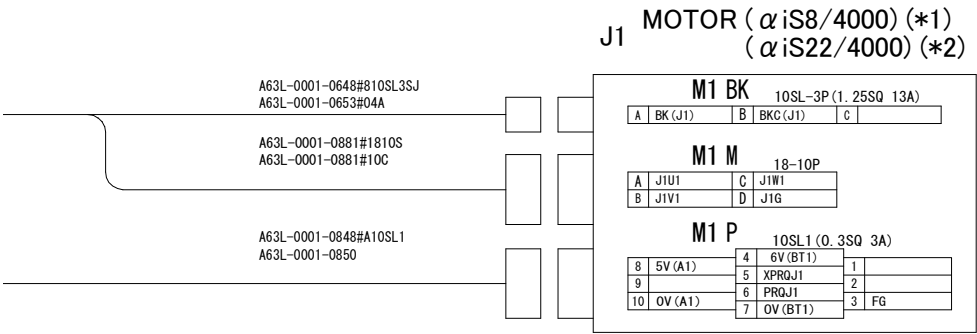 J1 MOTOR (αiS8/4000) (*1)
(αiS22/4000) (*2)
A63L-0001-0648#810SL3SJ
A63L-0001-0653#04A
M1 BK 10SL-3P(1.25SQ 13A)
A BK(J1) B BKC(J1) C
A63L-0001-0881#1810S
A63L-0001-0881#10C
M1 M 18-10P
A J1U1 C J1W1
B J1V1 D J1G
A63L-0001-0848#A10SL1
A63L-0001-0850
M1 P 10SL1(0.3SQ 3A)
8 5V(A1)
9
10 0V(A1)
4 6V(BT1)
5 XPRQJ1
6 PRQJ1
7 0V(BT1)
1
2
3 FG